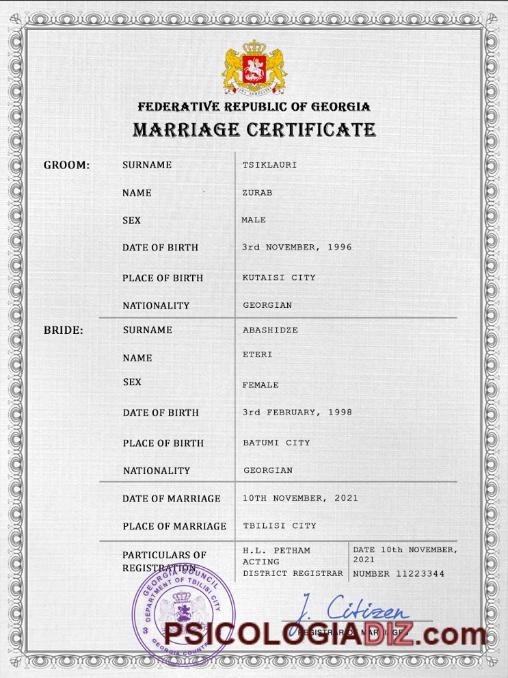 FEDERATIVE REPUBLIC OF GEORGIA
MARRIAGE CERTIFICATE
GROOM: SURNAME TSIKLAURI
NAME ZURAB
SEX MALE
DATE OF BIRTH 3rd NOVEMBER, 1996
PLACE OF BIRTH KUTAISI CITY
NATIONALITY GEORGIAN
BRIDE: SURNAME ABASHIDZE
NAME ETERI
SEX FEMALE
DATE OF BIRTH 3rd FEBRUARY, 1998
PLACE OF BIRTH BATUMI CITY
NATIONALITY GEORGIAN
DATE OF MARRIAGE 10TH NOVEMBER, 2021
PLACE OF MARRIAGE TBILISI CITY
PARTICULARS OF REGISTRATION
H.L. PETHAM
ACTING
DISTRICT REGISTRAR
DATE 10th NOVEMBER,
2021
NUMBER 11223344
GEORGIA COUNCIL
DEPARTMENT OF TBILISI CITY
GEORGIA COUNTY
J. Citizen
REGISTRAR
PSICOLOGIADIZ.com